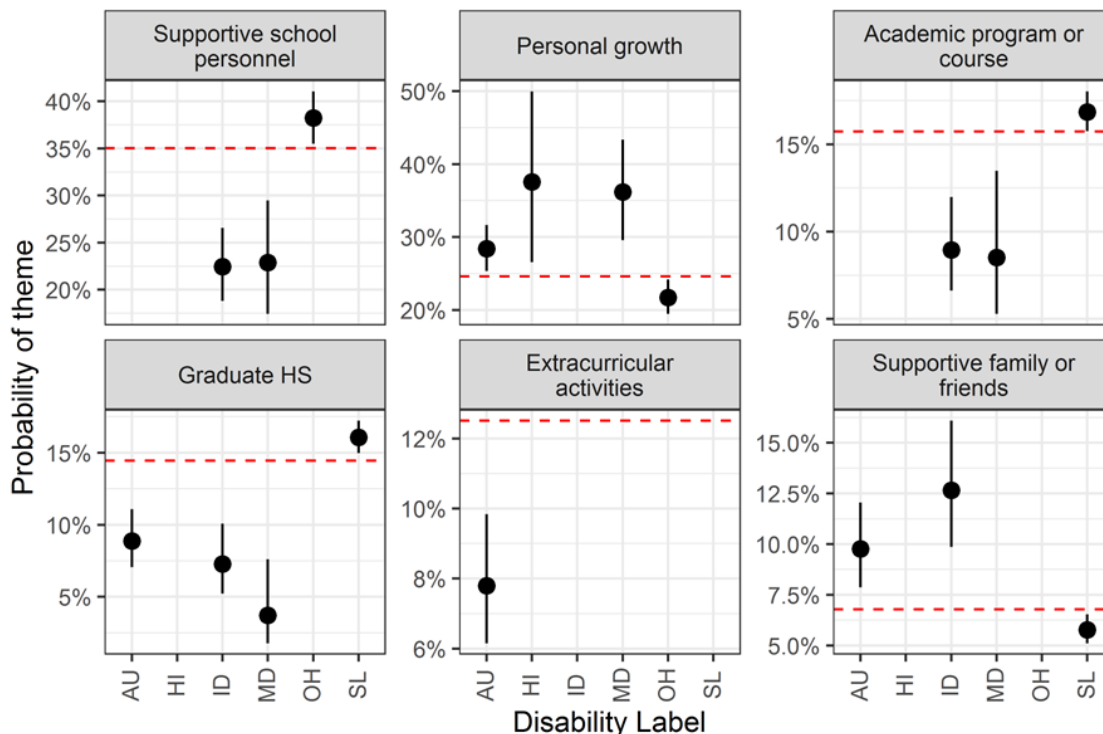 Supportive school
personnel
Personal growth
Academic program or
course
Probability of theme
40%
35%
30%
25%
20%
50%
40%
30%
20%
15%
10%
5%
Graduate HS
Extracurricular
activities
Supportive family or
friends
15%
10%
5%
12%
10%
8%
6%
15.0%
12.5%
10.0%
7.5%
5.0%
AU HI ID MD OH SL
AU HI ID MD OH SL
AU HI ID MD OH SL
Disability Label